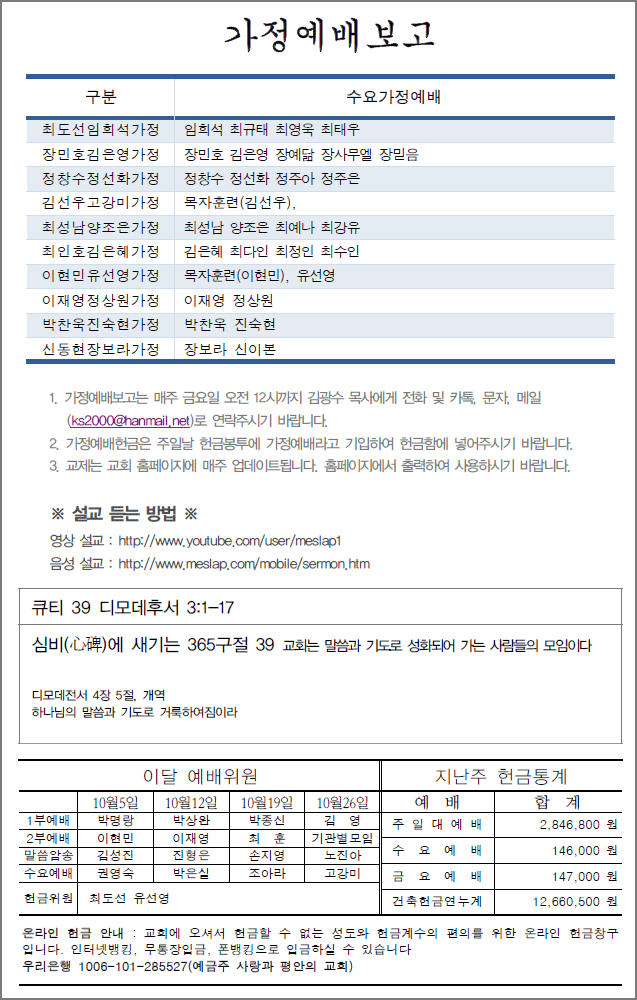 가정예배보고
구분 수요가정예배
최도선임희석가정 임희석 최규태 최영욱 최태우
장민호김은영가정 장민호 김은영 장예닮 장사무엘 장믿음
정창수정선화가정 정창수 정선화 정주아 정주은
김선우고강미가정 목자훈련(김선우),
최성남양조은가정 최성남 양조은 최예나 최강유
최인호김은혜가정 김은혜 최다인 최정인 최수인
이현민유선영가정 목자훈련(이현민), 유선영
이재영정상원가정 이재영 정상원
박찬욱진숙현가정 박찬욱 진숙현
신동현장보라가정 장보라 신이본
1. 가정예배보고는 매주 금요일 오전 12시까지 김광수 목사에게 전화 및 카톡, 문자, 메일
(ks2000@hanmail.net)로 연락주시기 바랍니다.
2. 가정예배헌금은 주일날 헌금봉투에 가정예배라고 기입하여 헌금함에 넣어주시기 바랍니다.
3. 교제는 교회 홈페이지에 매주 업데이트됩니다. 홈페이지에서 출력하여 사용하시기 바랍니다.
※ 설교 듣는 방법 ※
영상 설교 : http://www.youtube.com/user/meslap1
음성 설교 : http://www.meslap.com/mobile/sermon.htm
큐티 39 디모데후서 3:1-17
심비(心碑)에 새기는 365구절 39 교회는 말씀과 기도로 성화되어 가는 사람들의 모임이다
디모데전서 4장 5절, 개역
하나님의 말씀과 기도로 거룩하여짐이라
이달 예배위원 지난주 헌금통계
10월5일 10월12일 10월19일 10월26일 예 배 합 계
1부예배 박명랑 박상완 박종신 김 영 주일대예배 2,846,800 원
2부예배 이현민 이재영 최 훈 기관별모임
말씀암송 김성진 진형은 손지영 노진아 수 요 예 배 146,000 원
수요예배 권영숙 박은실 조아라 고강미 금 요 예 배 147,000 원
헌금위원 최도선 유선영 건축헌금연누계 12,660,500 원
온라인 헌금 안내 : 교회에 오셔서 헌금할 수 없는 성도와 헌금계수의 편의를 위한 온라인 헌금창구
입니다. 인터넷뱅킹, 무통장입금, 폰뱅킹으로 입금하실 수 있습니다
우리은행 1006-101-285527(예금주 사랑과 평안의 교회)